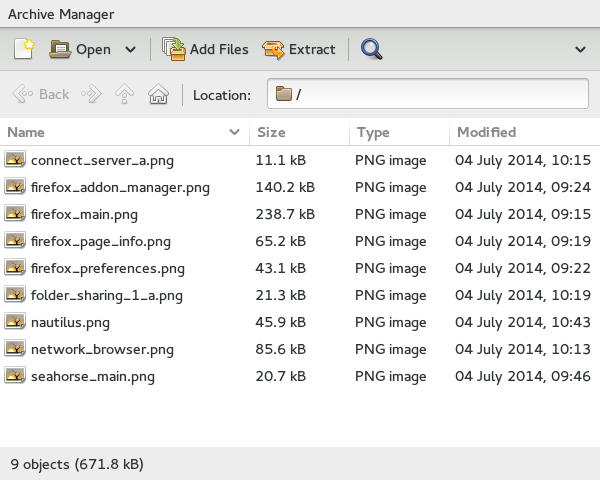 Archive Manager
Open Add Files Extract
Back Location: /
Name Size Type Modified
connect_server_a.png 11.1 kB PNG image 04 July 2014, 10:15
firefox_addon_manager.png 140.2 kB PNG image 04 July 2014, 09:24
firefox_main.png 238.7 kB PNG image 04 July 2014, 09:15
firefox_page_info.png 65.2 kB PNG image 04 July 2014, 09:19
firefox_preferences.png 43.1 kB PNG image 04 July 2014, 09:22
folder_sharing_1_a.png 21.3 kB PNG image 04 July 2014, 10:19
nautilus.png 45.9 kB PNG image 04 July 2014, 10:43
network_browser.png 85.6 kB PNG image 04 July 2014, 10:13
seahorse_main.png 20.7 kB PNG image 04 July 2014, 09:46
9 objects (671.8 kB)